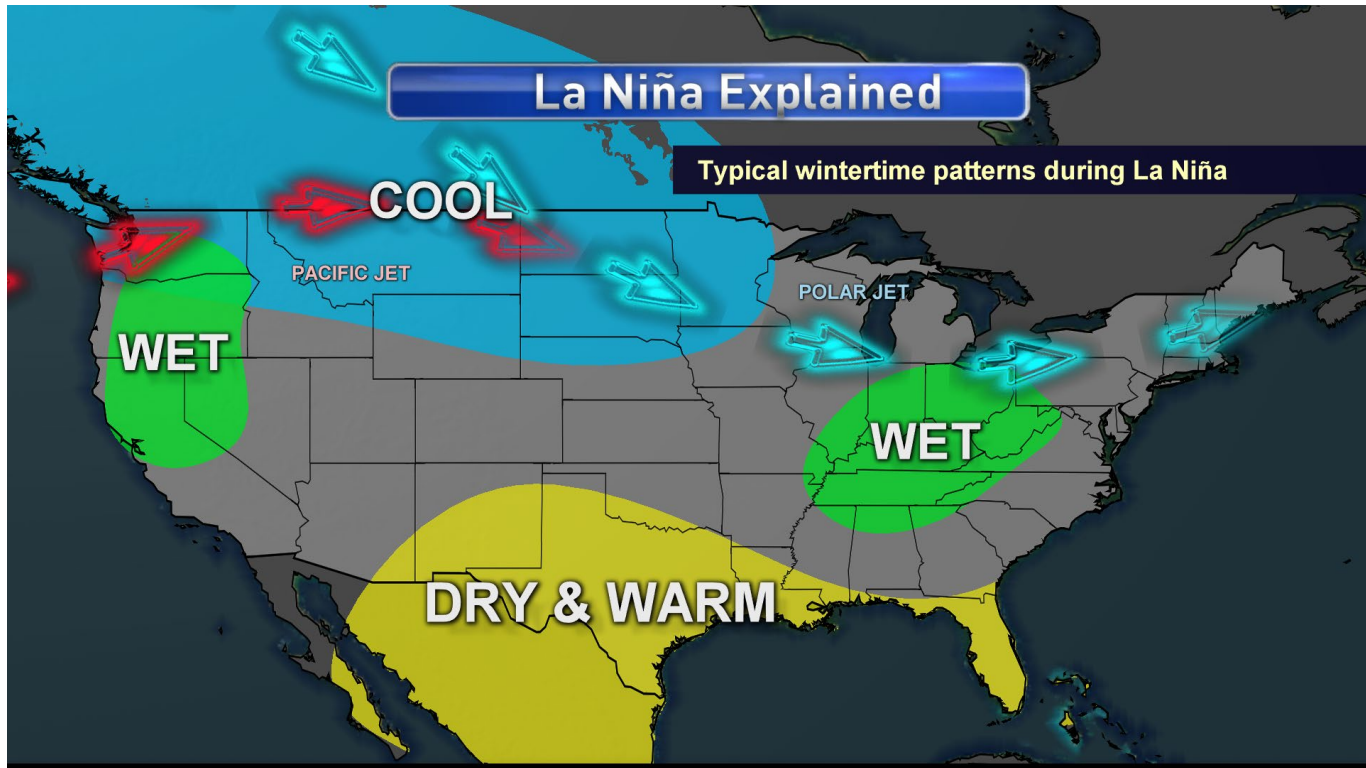 La Niña Explained
Typical wintertime patterns during La Niña
COOL
PACIFIC JET
POLAR JET
WET
WET
DRY & WARM